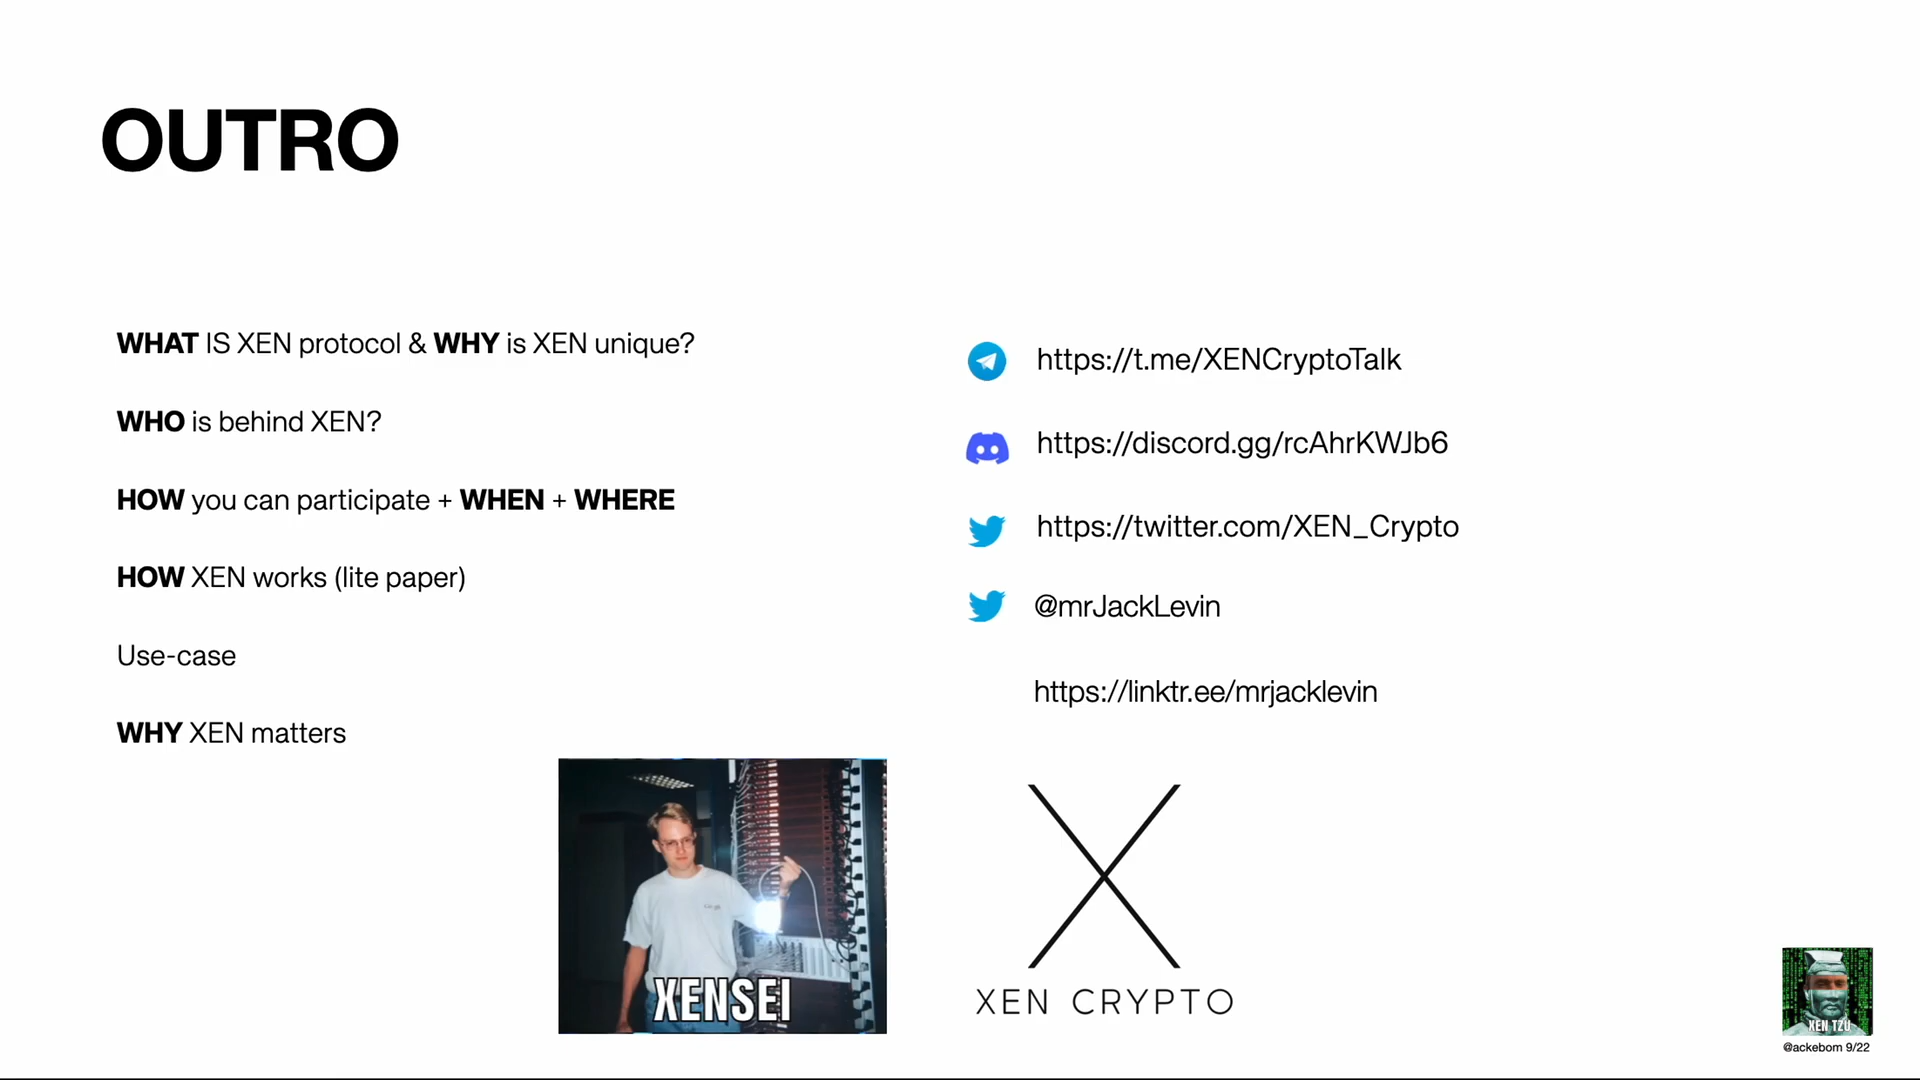 OUTRO
WHAT IS XEN protocol & WHY is XEN unique?
WHO is behind XEN?
HOW you can participate + WHEN + WHERE
HOW XEN works (lite paper)
Use-case
WHY XEN matters
https://t.me/XENCryptoTalk
https://discord.gg/rcAhrKWJb6
https://twitter.com/XEN_Crypto
@mrJackLevin
https://linktr.ee/mrjacklevin
Google
XENSEI
XEN CRYPTO
XEN TZU
@ackebom 9/22